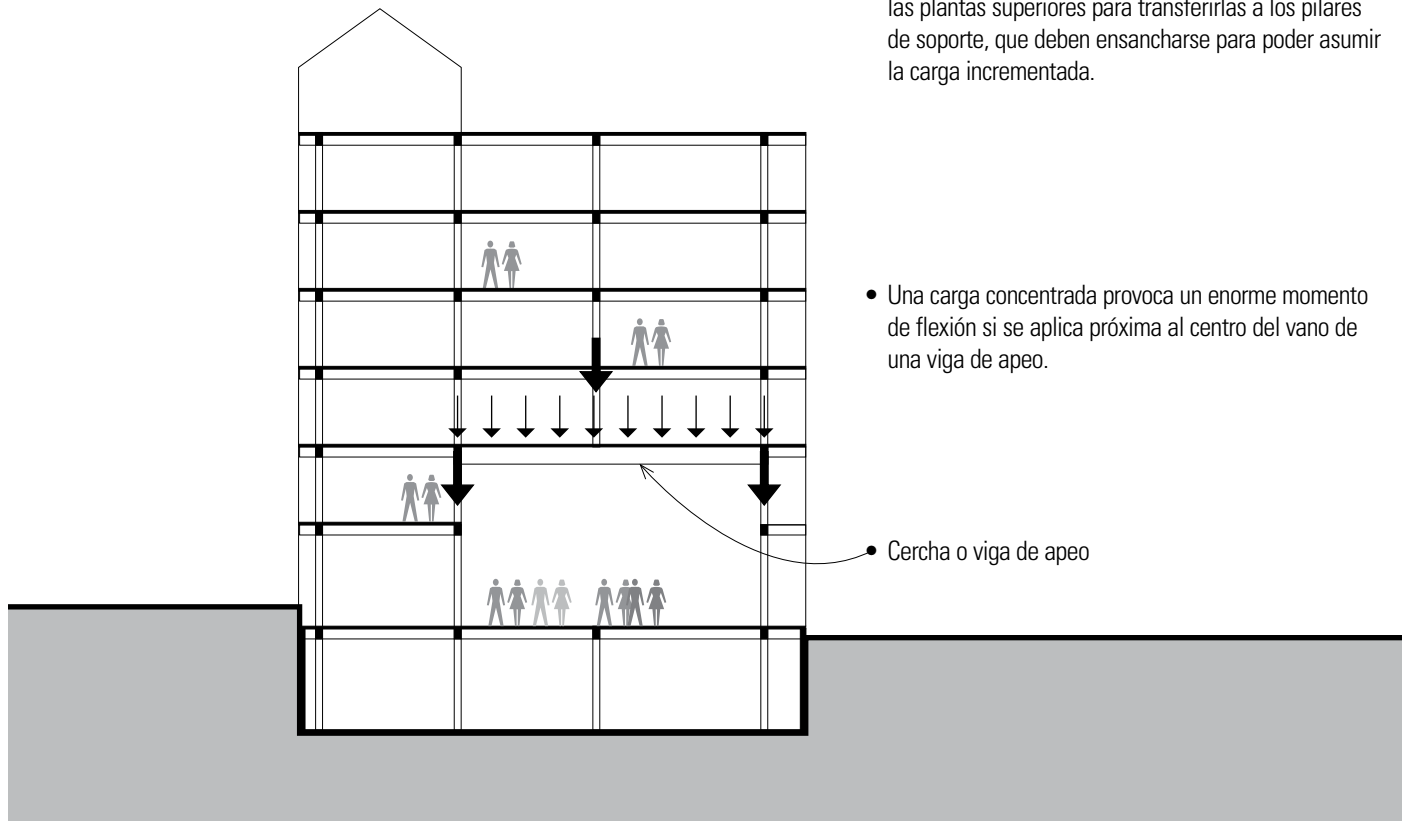 las plantas superiores para transferirlas a los pilares
de soporte, que deben ensancharse para poder asumir
la carga incrementada.
• Una carga concentrada provoca un enorme momento
de flexión si se aplica próxima al centro del vano de
una viga de apeo.
• Cercha o viga de apeo